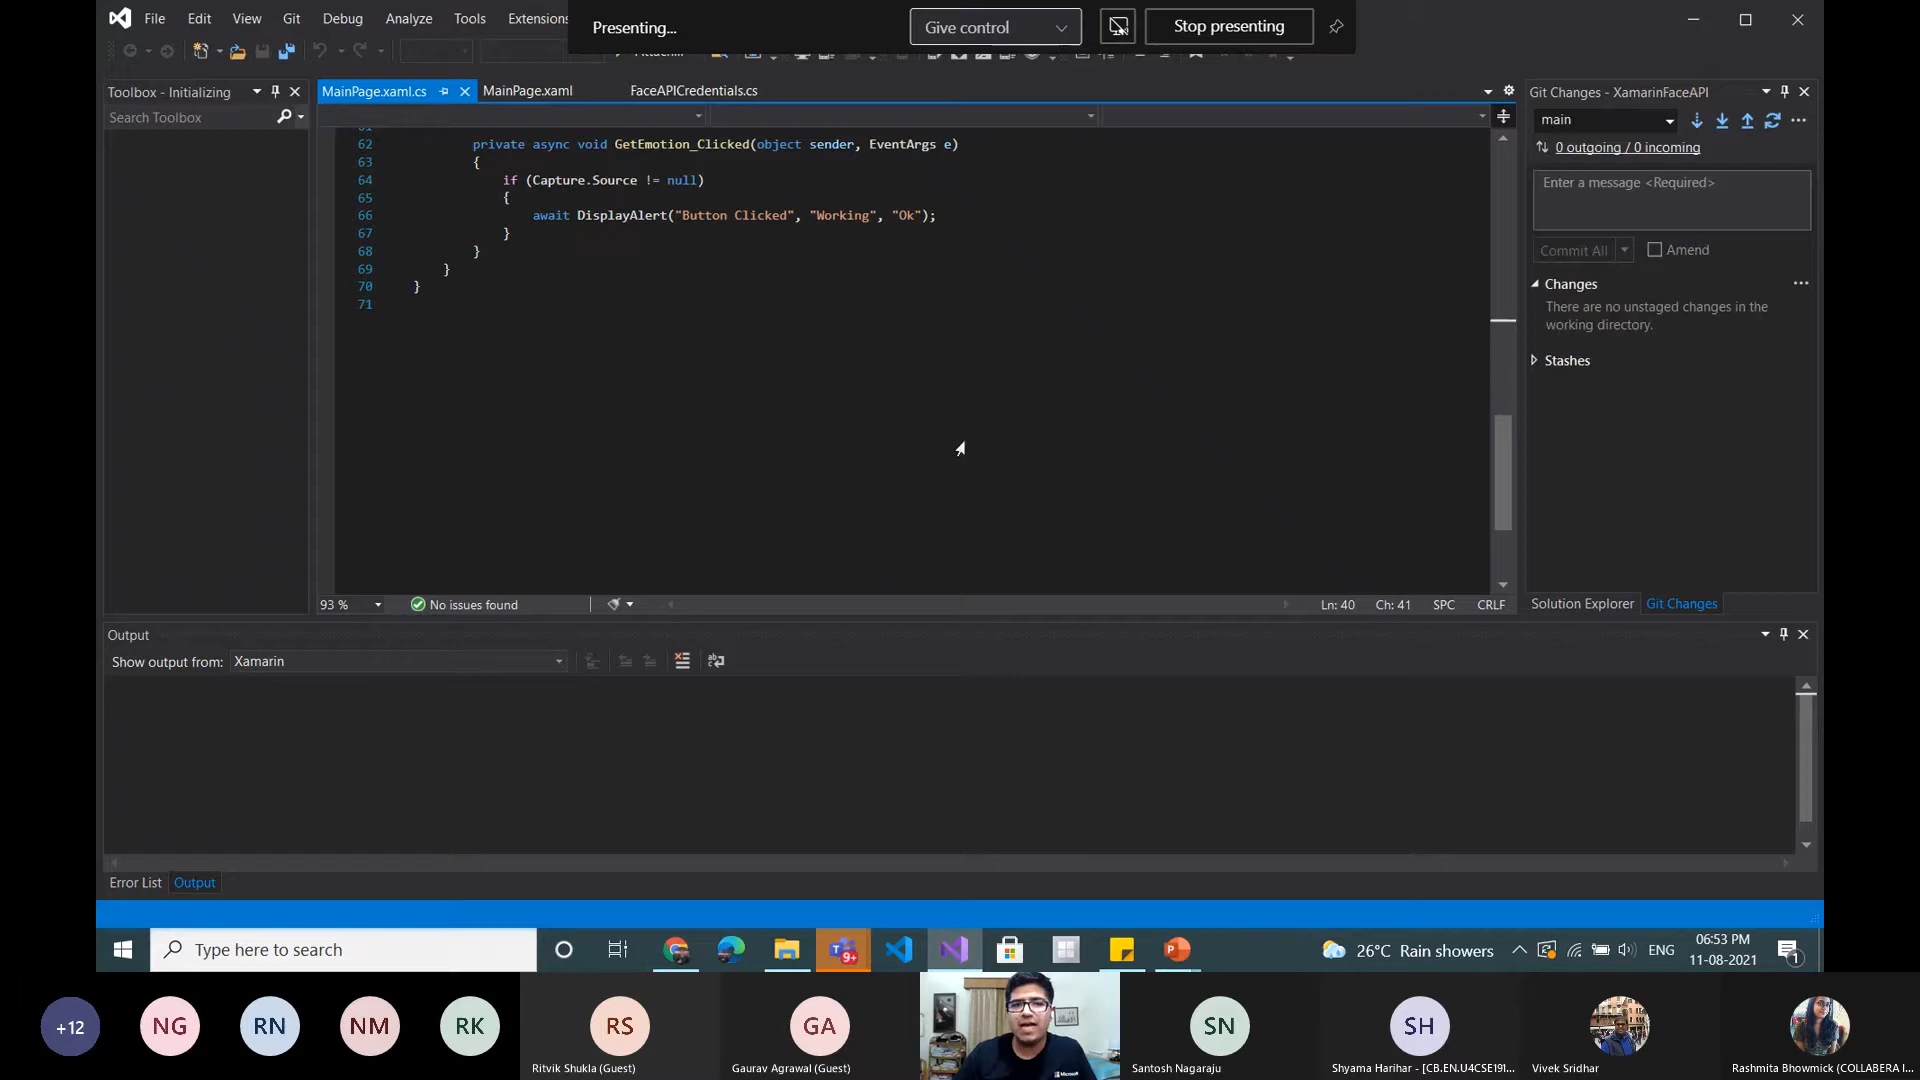 File Edit View Git Debug Analyze Tools Extensions
Presenting...
Give control
Stop presenting
Toolbox - Initializing
Search Toolbox
MainPage.xaml.cs
MainPage.xaml
FaceAPICredentials.cs
62 private async void GetEmotion_Clicked(object sender, EventArgs e)
63 {
64 if (Capture.Source != null)
65 {
66 await DisplayAlert("Button Clicked", "Working", "Ok");
67 }
68 }
69 }
70 }
71
93 %
No issues found
Ln: 40 Ch: 41 SPC CRLF
Git Changes - XamarinFaceAPI
main
0 outgoing / 0 incoming
Enter a message <Required>
Commit All
Amend
Changes
There are no unstaged changes in the
working directory.
Stashes
Solution Explorer Git Changes
Output
Show output from: Xamarin
Error List Output
Type here to search
9+
26°C Rain showers
ENG
06:53 PM
11-08-2021
1
+12
NG
RN
NM
RK
RS
Ritvik Shukla (Guest)
GA
Gaurav Agrawal (Guest)
Microsoft
SN
Santosh Nagaraju
SH
Shyama Harihar - [CB.EN.U4CSE191...
Vivek Sridhar
Rashmita Bhowmick (COLLABERA I...